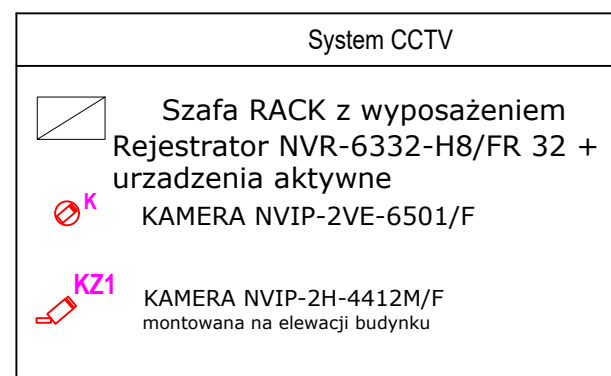 System CCTV
Szafa RACK z wyposażeniem
Rejestrator NVR-6332-H8/FR 32 +
urzadzenia aktywne
K
KAMERA NVIP-2VE-6501/F
KZ1
KAMERA NVIP-2H-4412M/F
montowana na elewacji budynku